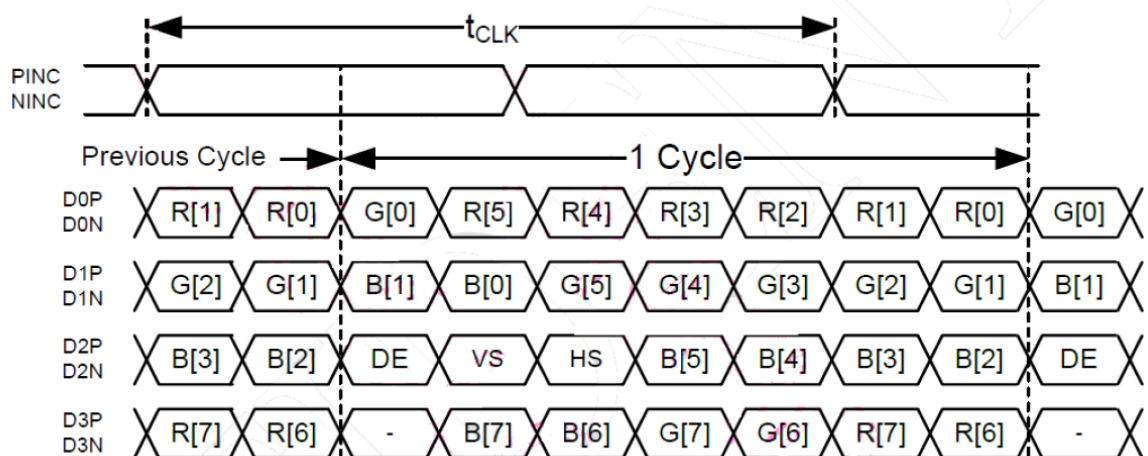 tCLK
PINC
NINC
Previous Cycle
1 Cycle
D0P
D0N
R[1] R[0] G[0] R[5] R[4] R[3] R[2] R[1] R[0] G[0]
D1P
D1N
G[2] G[1] B[1] B[0] G[5] G[4] G[3] G[2] G[1] B[1]
D2P
D2N
B[3] B[2] DE VS HS B[5] B[4] B[3] B[2] DE
D3P
D3N
R[7] R[6] - B[7] B[6] G[7] G[6] R[7] R[6] -